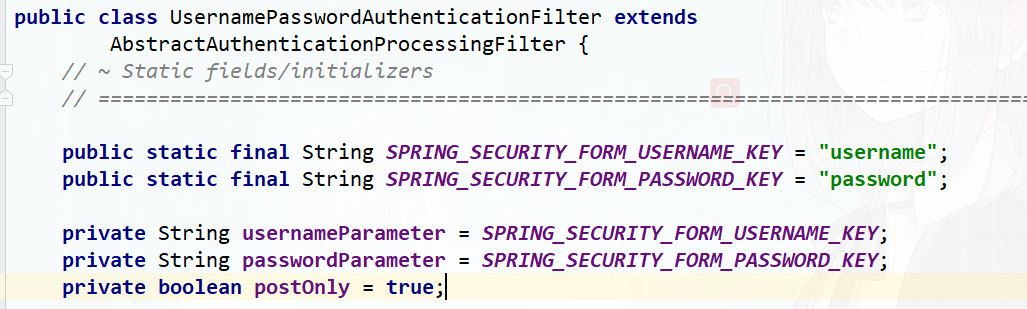 public class UsernamePasswordAuthenticationFilter extends
AbstractAuthenticationProcessingFilter {
// ~ Static fields/initializers
// =====================================================================================
public static final String SPRING_SECURITY_FORM_USERNAME_KEY = "username";
public static final String SPRING_SECURITY_FORM_PASSWORD_KEY = "password";
private String usernameParameter = SPRING_SECURITY_FORM_USERNAME_KEY;
private String passwordParameter = SPRING_SECURITY_FORM_PASSWORD_KEY;
private boolean postOnly = true;